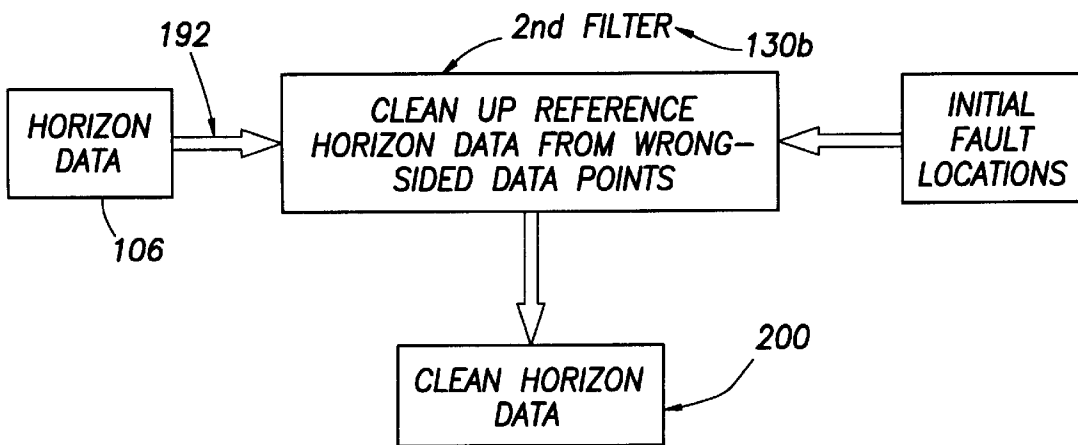 192
2nd FILTER
130b
HORIZON
DATA
106
CLEAN UP REFERENCE
HORIZON DATA FROM WRONG-
SIDED DATA POINTS
INITIAL
FAULT
LOCATIONS
CLEAN HORIZON
DATA
200